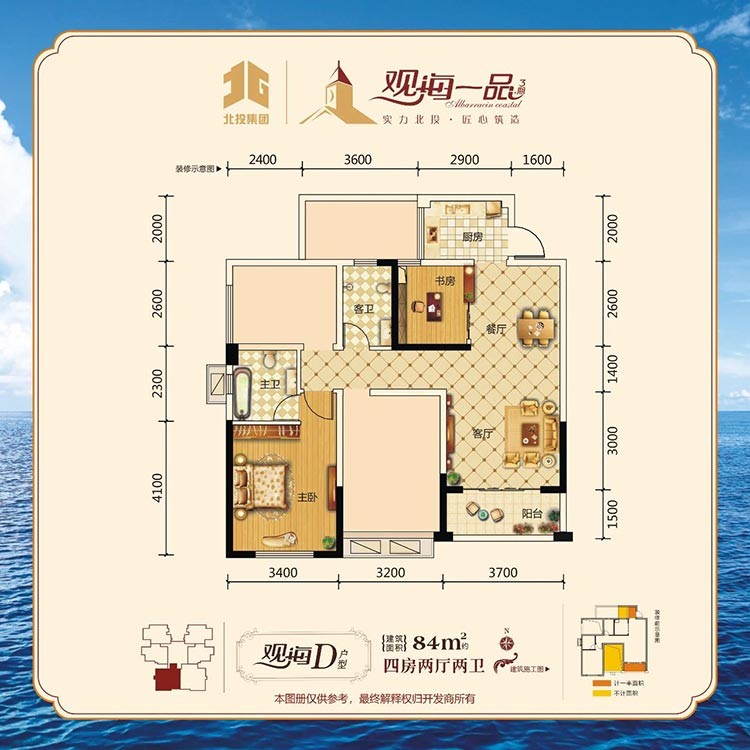 北投集团
观海一品 3期
Albarracin coastal
实力北投·匠心筑造
装修示意图
2400 3600 2900 1600
2000 2600 2300 4100
2000 2600 1400 3000 1500
厨房
书房
客卫
餐厅
主卫
客厅
主卧
阳台
3400 3200 3700
观海D户型
建筑面积 84m²约
四房两厅两卫
N
建筑施工图
装修前示意图
计一半面积
不计面积
本图册仅供参考，最终解释权归开发商所有